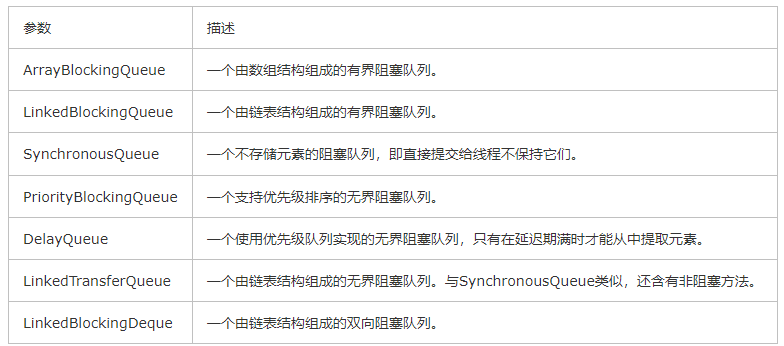 参数 描述
ArrayBlockingQueue 一个由数组结构组成的有界阻塞队列。
LinkedBlockingQueue 一个由链表结构组成的有界阻塞队列。
SynchronousQueue 一个不存储元素的阻塞队列，即直接提交给线程不保持它们。
PriorityBlockingQueue 一个支持优先级排序的无界阻塞队列。
DelayQueue 一个使用优先级队列实现的无界阻塞队列，只有在延迟期满时才能从中提取元素。
LinkedTransferQueue 一个由链表结构组成的无界阻塞队列。与SynchronousQueue类似，还含有非阻塞方法。
LinkedBlockingDeque 一个由链表结构组成的双向阻塞队列。